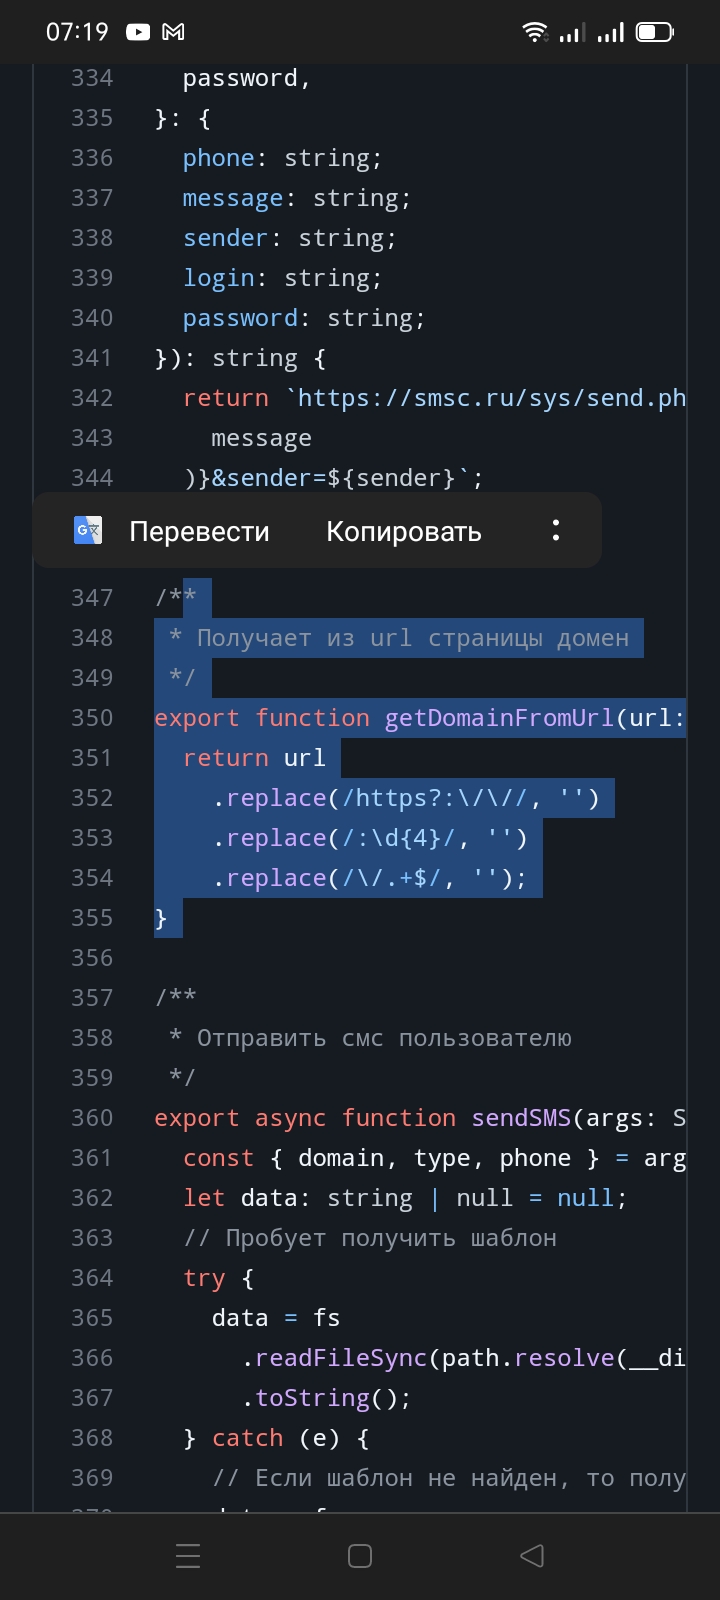 07:19
334 password,
335 }: {
336 phone: string;
337 message: string;
338 sender: string;
339 login: string;
340 password: string;
341 }): string {
342 return `https://smsc.ru/sys/send.ph
343 message
344 )}&sender=${sender}`;
Перевести Копировать
347 /**
348 * Получает из url страницы домен
349 */
350 export function getDomainFromUrl(url:
351 return url
352 .replace(/https?:\/\//, '')
353 .replace(/:\d{4}/, '')
354 .replace(/\/.+$/, '');
355 }
356
357 /**
358 * Отправить смс пользователю
359 */
360 export async function sendSMS(args: S
361 const { domain, type, phone } = arg
362 let data: string | null = null;
363 // Пробует получить шаблон
364 try {
365 data = fs
366 .readFileSync(path.resolve(__di
367 .toString();
368 } catch (e) {
369 // Если шаблон не найден, то полу